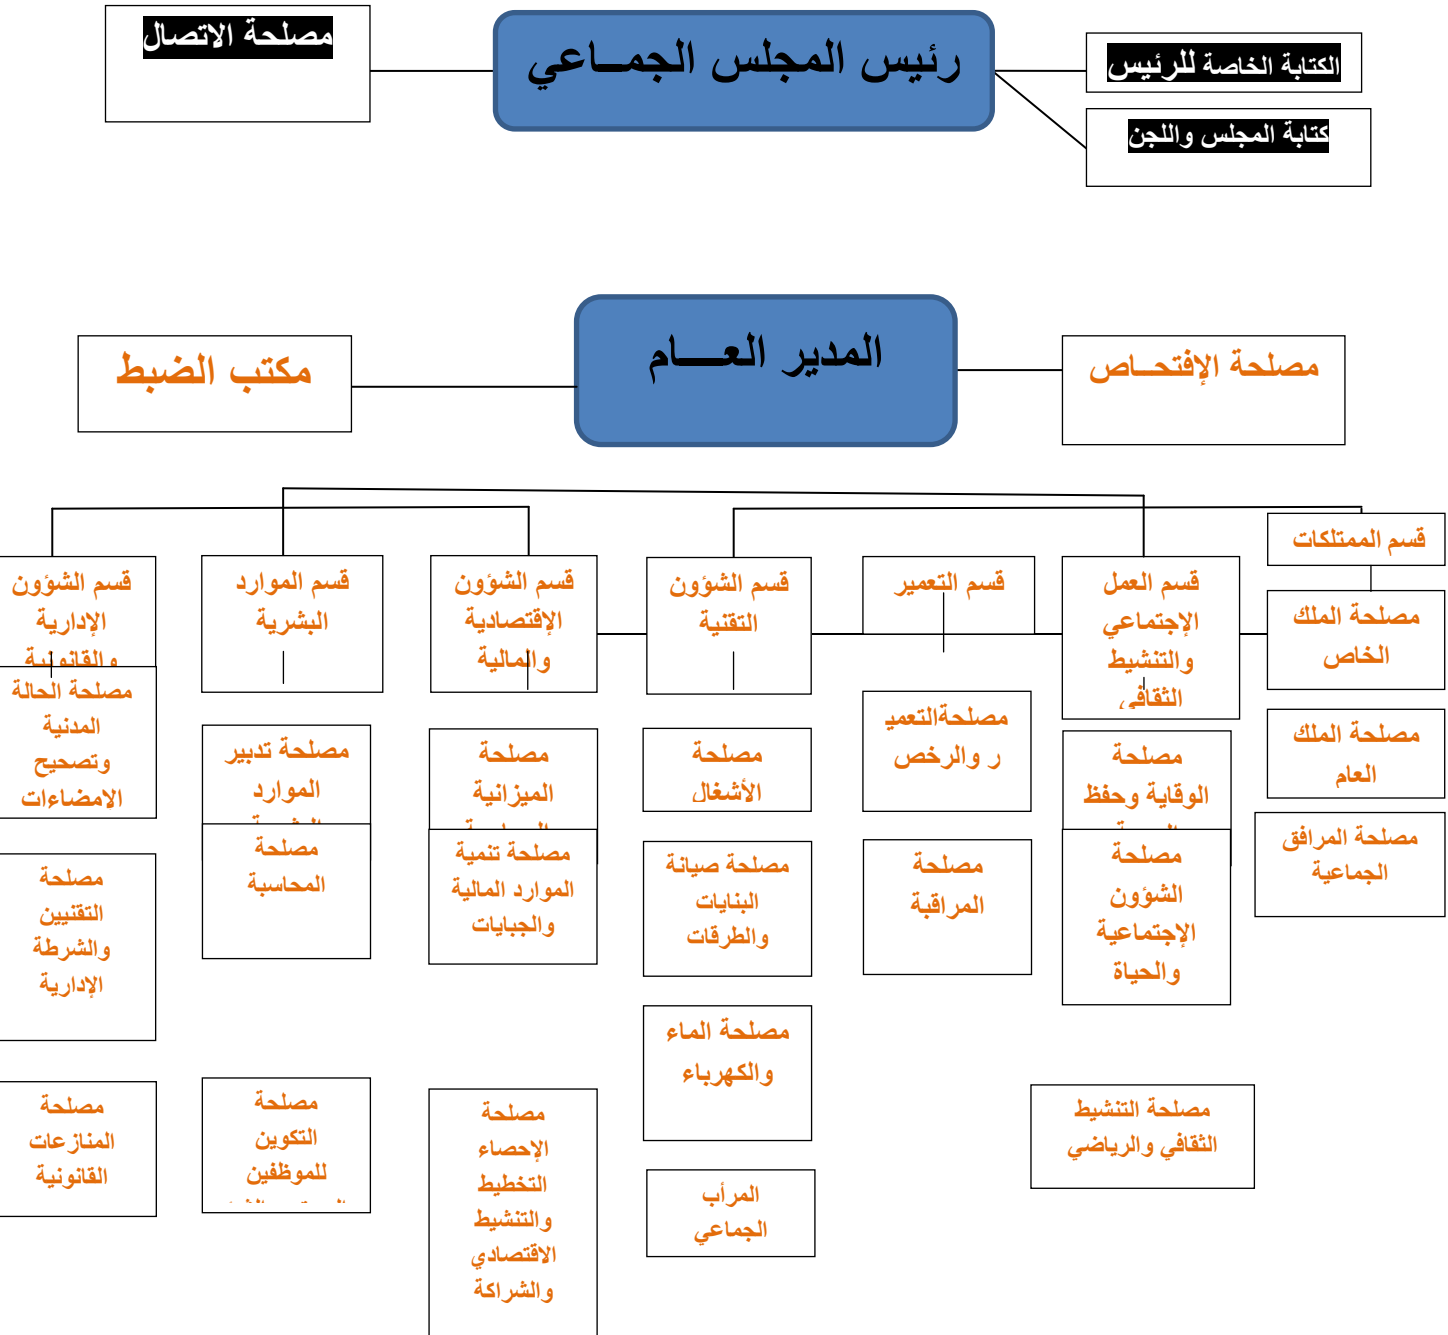 رئيس المجلس الجمــاعي
الكتابة الخاصة للرئيس
كتابة المجلس واللجن
مصلحة الاتصال
المدير العــــام
مصلحة الإفتحــاص
مكتب الضبط
قسم الممتلكات
مصلحة الملك
الخاص
مصلحة الملك
العام
مصلحة المرافق
الجماعية
قسم العمل
الإجتماعي
والتنشيط
الثقافي
مصلحة
الوقاية وحفظ
مصلحة
الشؤون
الإجتماعية
والحياة
مصلحة التنشيط
الثقافي والرياضي
قسم التعمير
مصلحةالتعمي
ر والرخص
مصلحة
المراقبة
قسم الشؤون
التقنية
مصلحة
الأشغال
مصلحة صيانة
البنايات
والطرقات
مصلحة الماء
والكهرباء
المرأب
الجماعي
قسم الشؤون
الإقتصادية
والمالية
مصلحة
الميزانية
مصلحة تنمية
الموارد المالية
والجبايات
مصلحة
الإحصاء
التخطيط
والتنشيط
الاقتصادي
والشراكة
قسم الموارد
البشرية
مصلحة تدبير
الموارد
مصلحة
المحاسبة
مصلحة
التكوين
للموظفين
قسم الشؤون
الإدارية
والقانونية
مصلحة الحالة
المدنية
وتصحيح
الامضاءات
مصلحة
التقنيين
والشرطة
الإدارية
مصلحة
المنازعات
القانونية